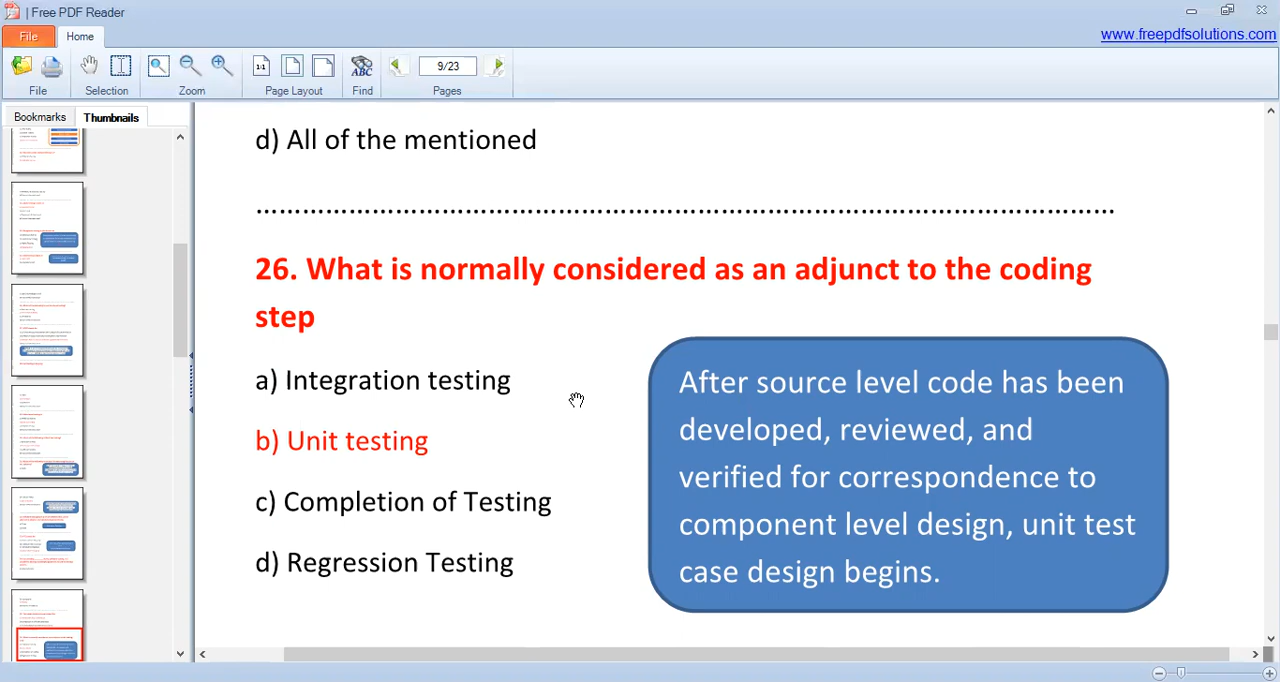 | Free PDF Reader
File
Home
www.freepdfsolutions.com
1:1
ABC
9/23
File
Selection
Zoom
Page Layout
Find
Pages
Bookmarks
Thumbnails
d) All of the mentioned
……………………………………………………………………………………………
26. What is normally considered as an adjunct to the coding
step
a) Integration testing
b) Unit testing
c) Completion of Testing
d) Regression Testing
After source level code has been
developed, reviewed, and
verified for correspondence to
component level design, unit test
case design begins.